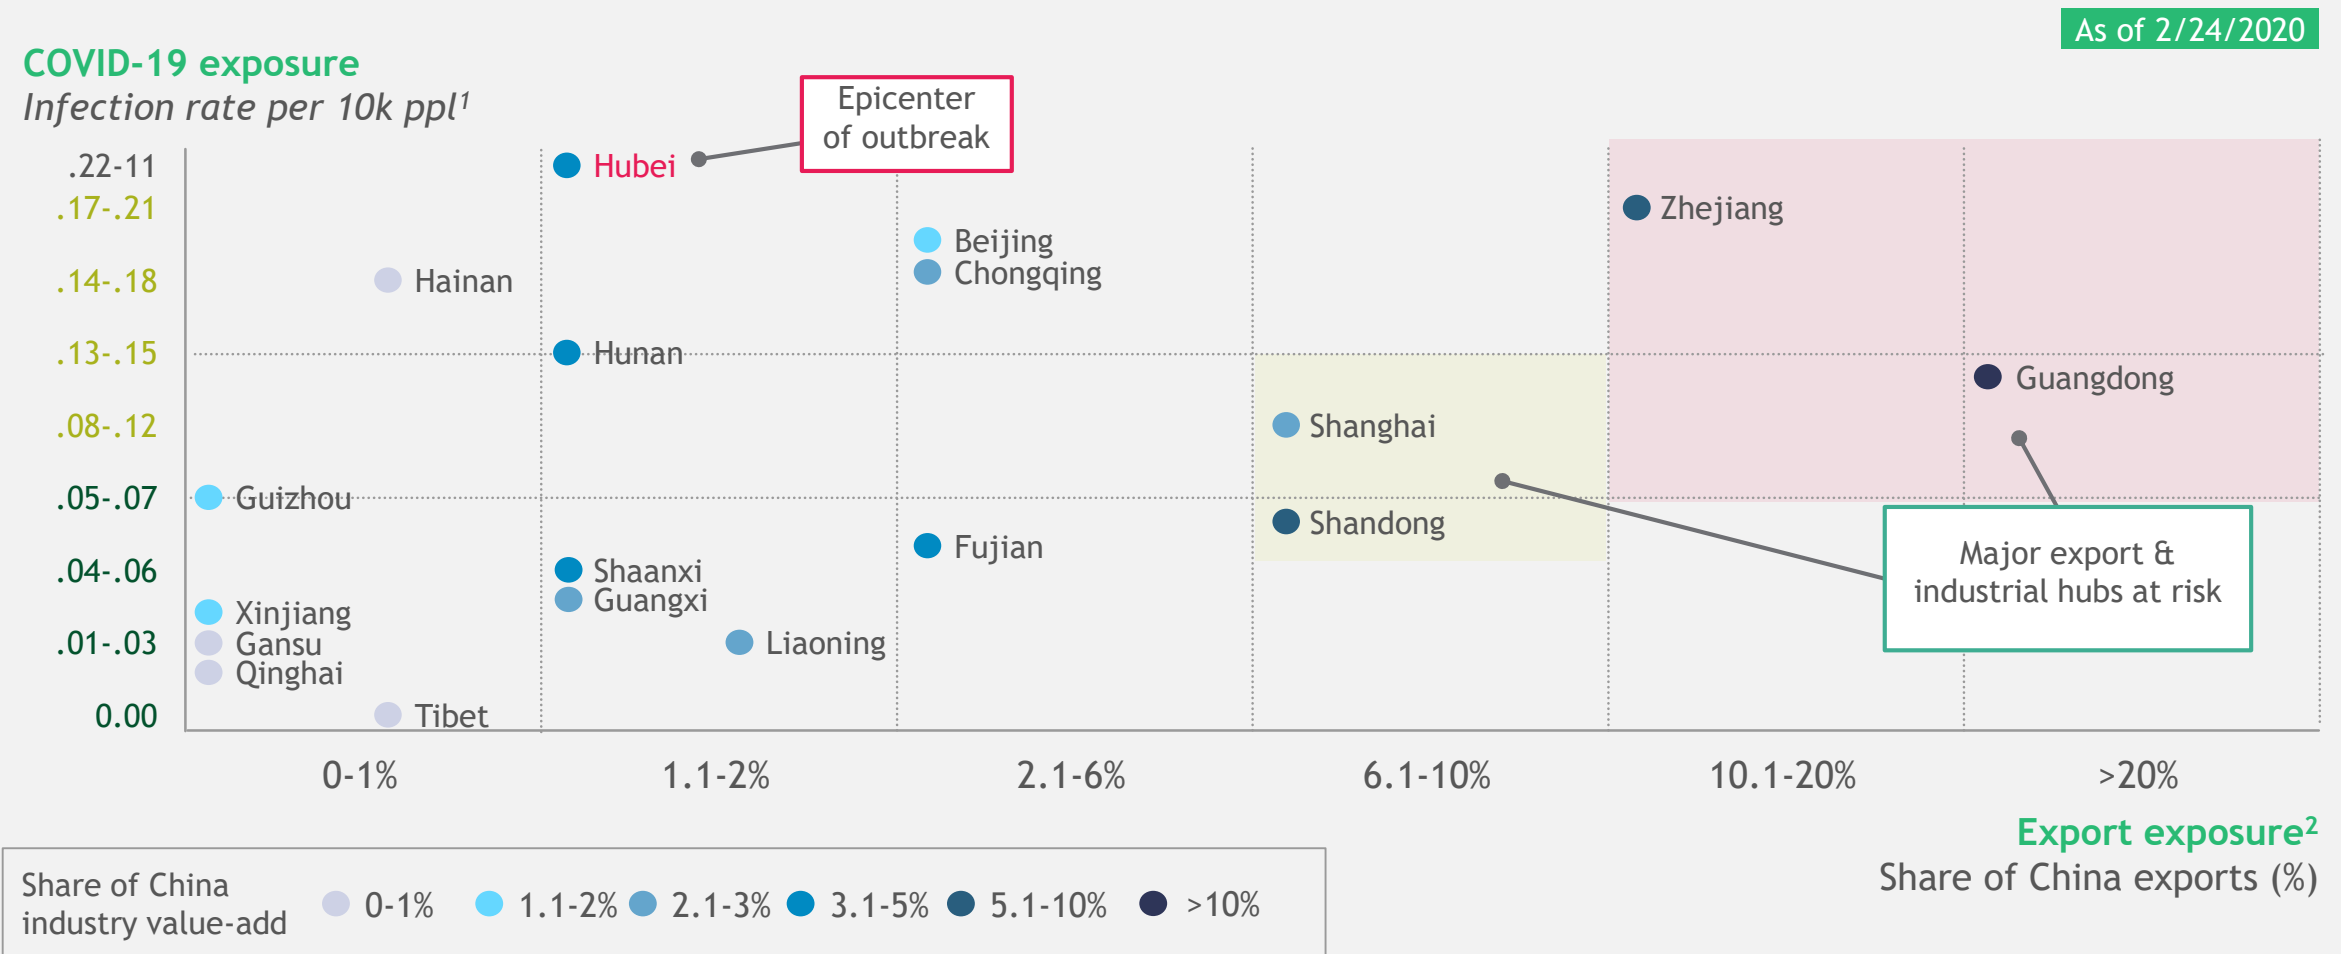 As of 2/24/2020
COVID-19 exposure
Infection rate per 10k ppl1
Epicenter
of outbreak
.22-11
Hubei
.17-.21
Zhejiang
Beijing
Chongqing
.14-.18
Hainan
.13-.15
Hunan
Guangdong
.08-.12
Shanghai
.05-.07
Guizhou
Shandong
Fujian
Major export &
industrial hubs at risk
.04-.06
Shaanxi
Guangxi
Xinjiang
.01-.03
Gansu
Liaoning
Qinghai
0.00
Tibet
0-1%
1.1-2%
2.1-6%
6.1-10%
10.1-20%
>20%
Export exposure2
Share of China exports (%)
Share of China
industry value-add
0-1%
1.1-2%
2.1-3%
3.1-5%
5.1-10%
>10%